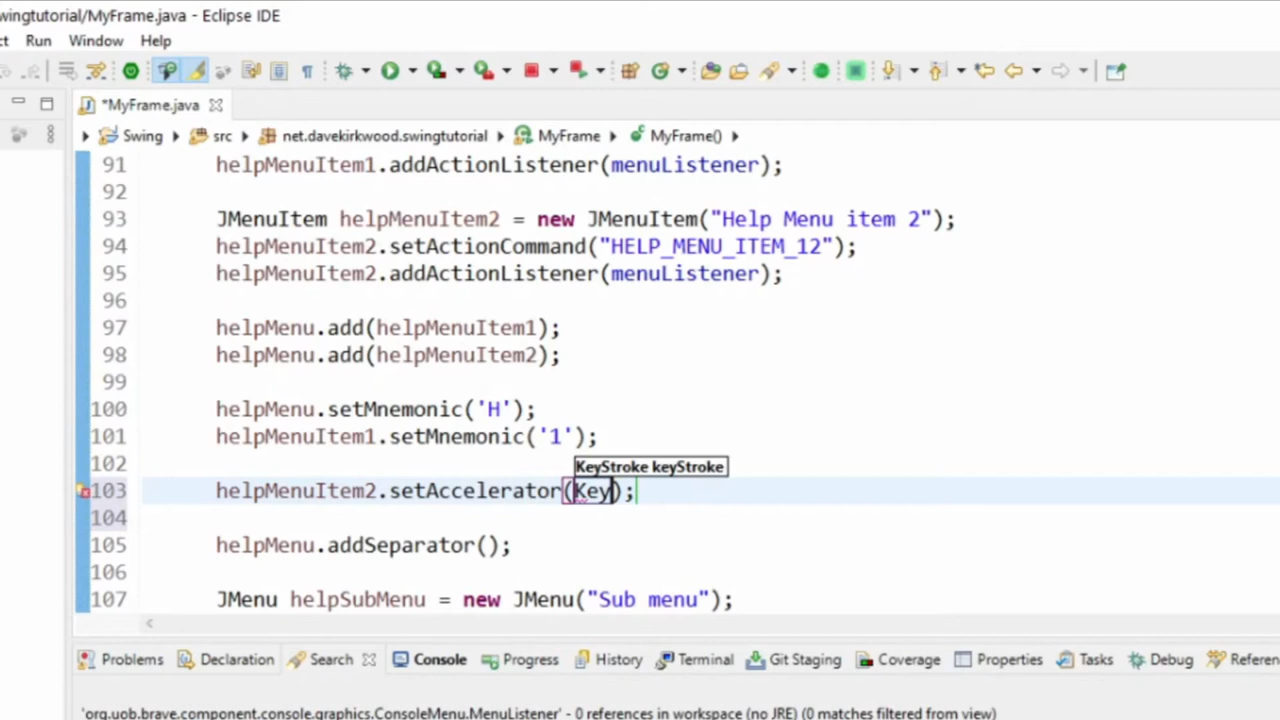 wingtutorial/MyFrame.java - Eclipse IDE
ct Run Window Help
*MyFrame.java
Swing src net.davekirkwood.swingtutorial MyFrame MyFrame()
91 helpMenuItem1.addActionListener(menuListener);
92
93 JMenuItem helpMenuItem2 = new JMenuItem("Help Menu item 2");
94 helpMenuItem2.setActionCommand("HELP_MENU_ITEM_12");
95 helpMenuItem2.addActionListener(menuListener);
96
97 helpMenu.add(helpMenuItem1);
98 helpMenu.add(helpMenuItem2);
99
100 helpMenu.setMnemonic('H');
101 helpMenuItem1.setMnemonic('1');
102
KeyStroke keyStroke
103 helpMenuItem2.setAccelerator(Key);
104
105 helpMenu.addSeparator();
106
107 JMenu helpSubMenu = new JMenu("Sub menu");
Problems Declaration Search Console Progress History Terminal Git Staging Coverage Properties Tasks Debug Referen
'org.uob.brave.component.console.graphics.ConsoleMenu.MenuListener' - 0 references in workspace (no JRE) (0 matches filtered from view)